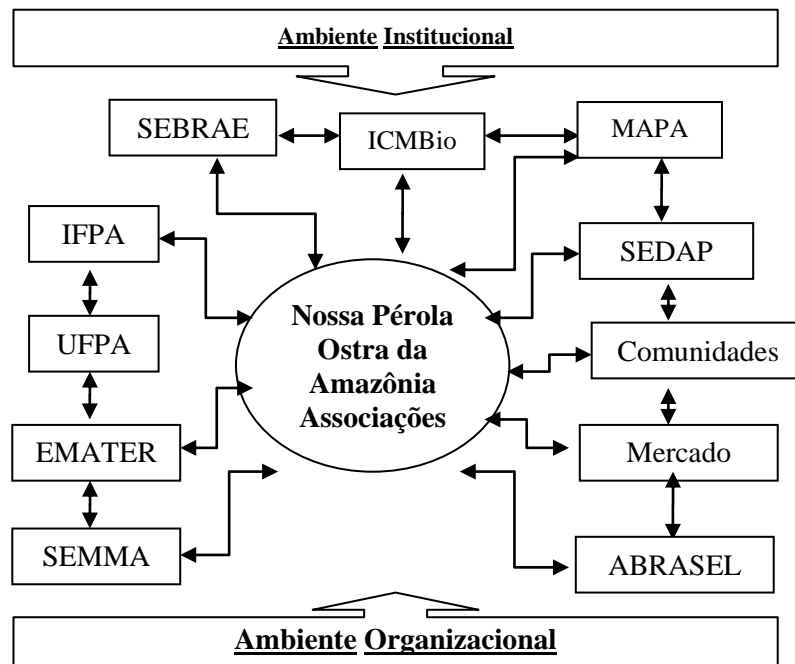 Ambiente Institucional
SEBRAE
ICMBio
MAPA
IFPA
SEDAP
Nossa Pérola
Ostra da
Amazônia
Associações
UFPA
Comunidades
EMATER
Mercado
SEMMA
ABRASEL
Ambiente Organizacional